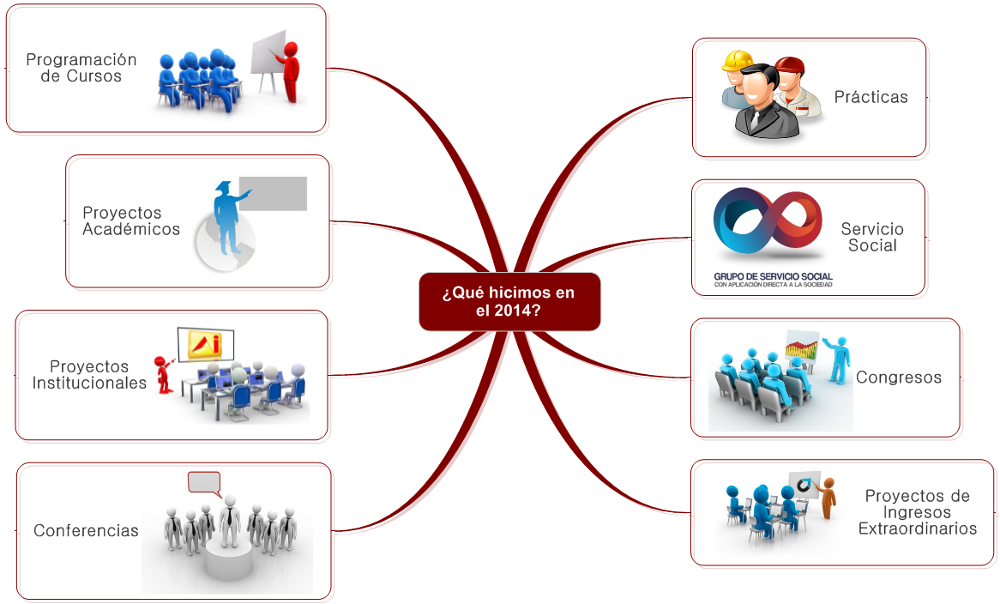 Programación
de Cursos
Proyectos
Académicos
Proyectos
Institucionales
Conferencias
¿Qué hicimos en
el 2014?
Prácticas
Servicio
Social
GRUPO DE SERVICIO SOCIAL
CON APLICACIÓN DIRECTA A LA SOCIEDAD
Congresos
Proyectos de
Ingresos
Extraordinarios